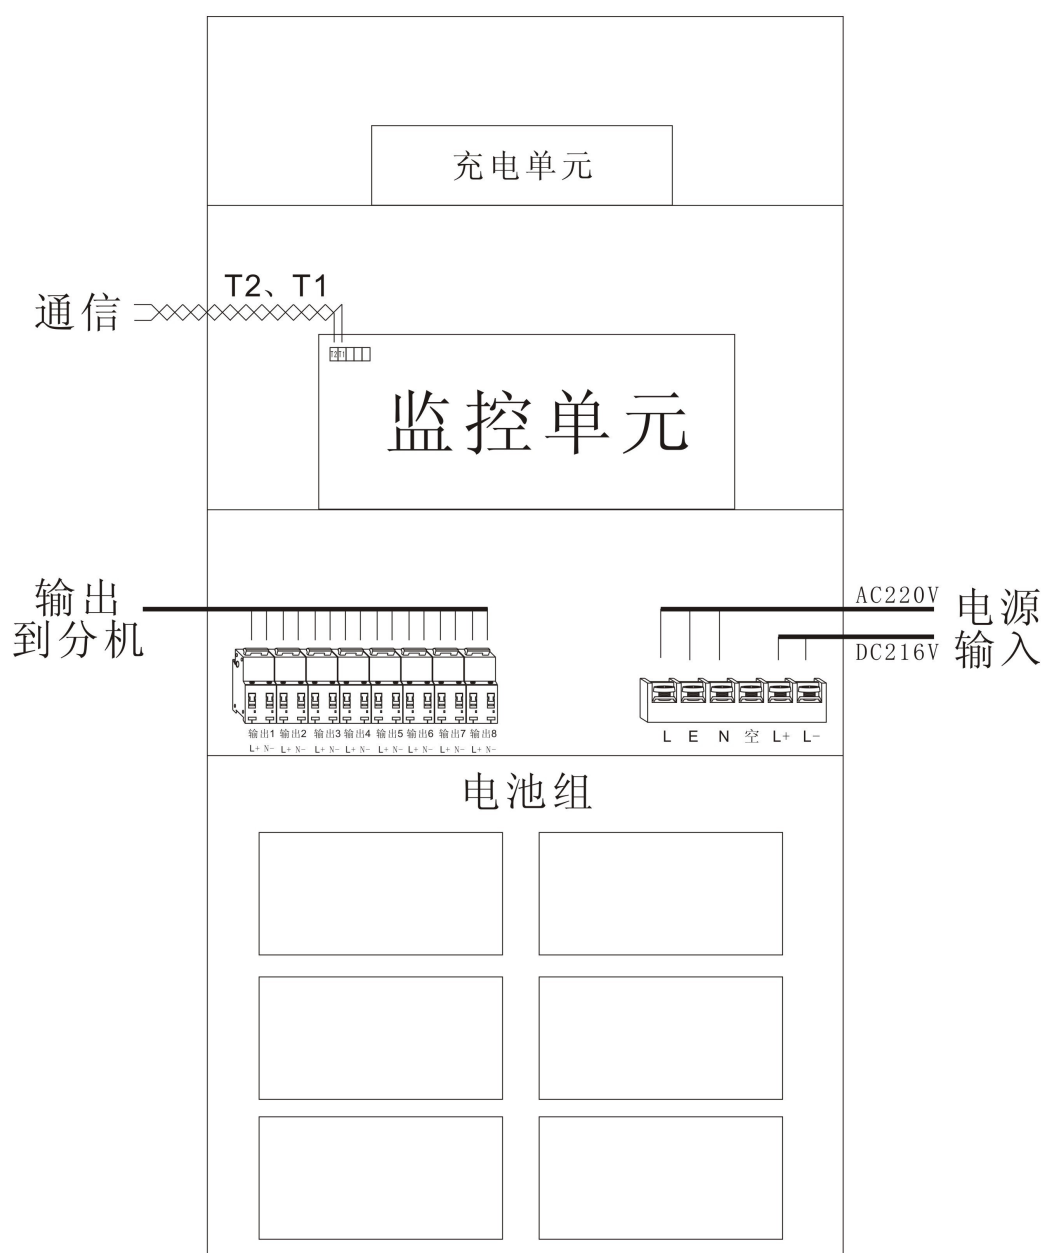 充电单元
T2、T1
通信
T2 T1
监控单元
输出
到分机
AC220V
DC216V
电源
输入
输出1 输出2 输出3 输出4 输出5 输出6 输出7 输出8
L+ N- L+ N- L+ N- L+ N- L+ N- L+ N- L+ N- L+ N-
L E N 空 L+ L-
电池组